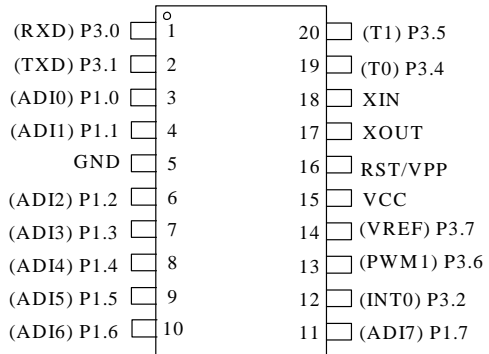 (RXD) P3.0 1 20 (T1) P3.5
(TXD) P3.1 2 19 (T0) P3.4
(ADI0) P1.0 3 18 XIN
(ADI1) P1.1 4 17 XOUT
GND 5 16 RST/VPP
(ADI2) P1.2 6 15 VCC
(ADI3) P1.3 7 14 (VREF) P3.7
(ADI4) P1.4 8 13 (PWM1) P3.6
(ADI5) P1.5 9 12 (INT0) P3.2
(ADI6) P1.6 10 11 (ADI7) P1.7